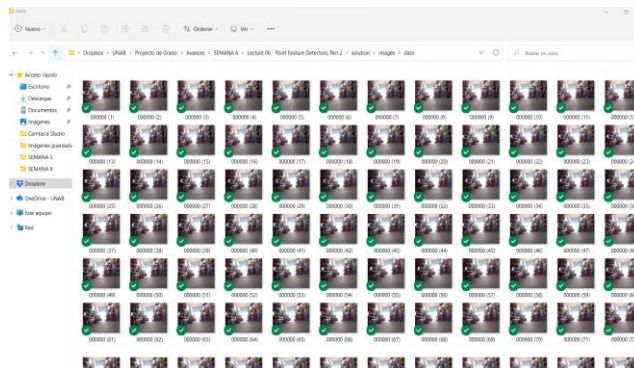 data
Nuevo
Ordenar
Ver
Dropbox > UNAB > Proyecto de Grado > Avances > SEMANA 6 > Lecture 06 - Point Feature Detectors, Part 2 > solution > images > data
Buscar en data
Acceso rápido
Escritorio
Descargas
Documentos
Imágenes
Camtasia Studio
Imágenes guardada
SEMANA 3
SEMANA 6
Dropbox
OneDrive - UNAB
Este equipo
Red
000000 (1) 000000 (2) 000000 (3) 000000 (4) 000000 (5) 000000 (6) 000000 (7) 000000 (8) 000000 (9) 000000 (10) 000000 (11)
000000 (13) 000000 (14) 000000 (15) 000000 (16) 000000 (17) 000000 (18) 000000 (19) 000000 (20) 000000 (21) 000000 (22) 000000 (23)
000000 (25) 000000 (26) 000000 (27) 000000 (28) 000000 (29) 000000 (30) 000000 (31) 000000 (32) 000000 (33) 000000 (34) 000000 (35)
000000 (37) 000000 (38) 000000 (39) 000000 (40) 000000 (41) 000000 (42) 000000 (43) 000000 (44) 000000 (45) 000000 (46) 000000 (47)
000000 (49) 000000 (50) 000000 (51) 000000 (52) 000000 (53) 000000 (54) 000000 (55) 000000 (56) 000000 (57) 000000 (58) 000000 (59)
000000 (61) 000000 (62) 000000 (63) 000000 (64) 000000 (65) 000000 (66) 000000 (67) 000000 (68) 000000 (69) 000000 (70) 000000 (71)